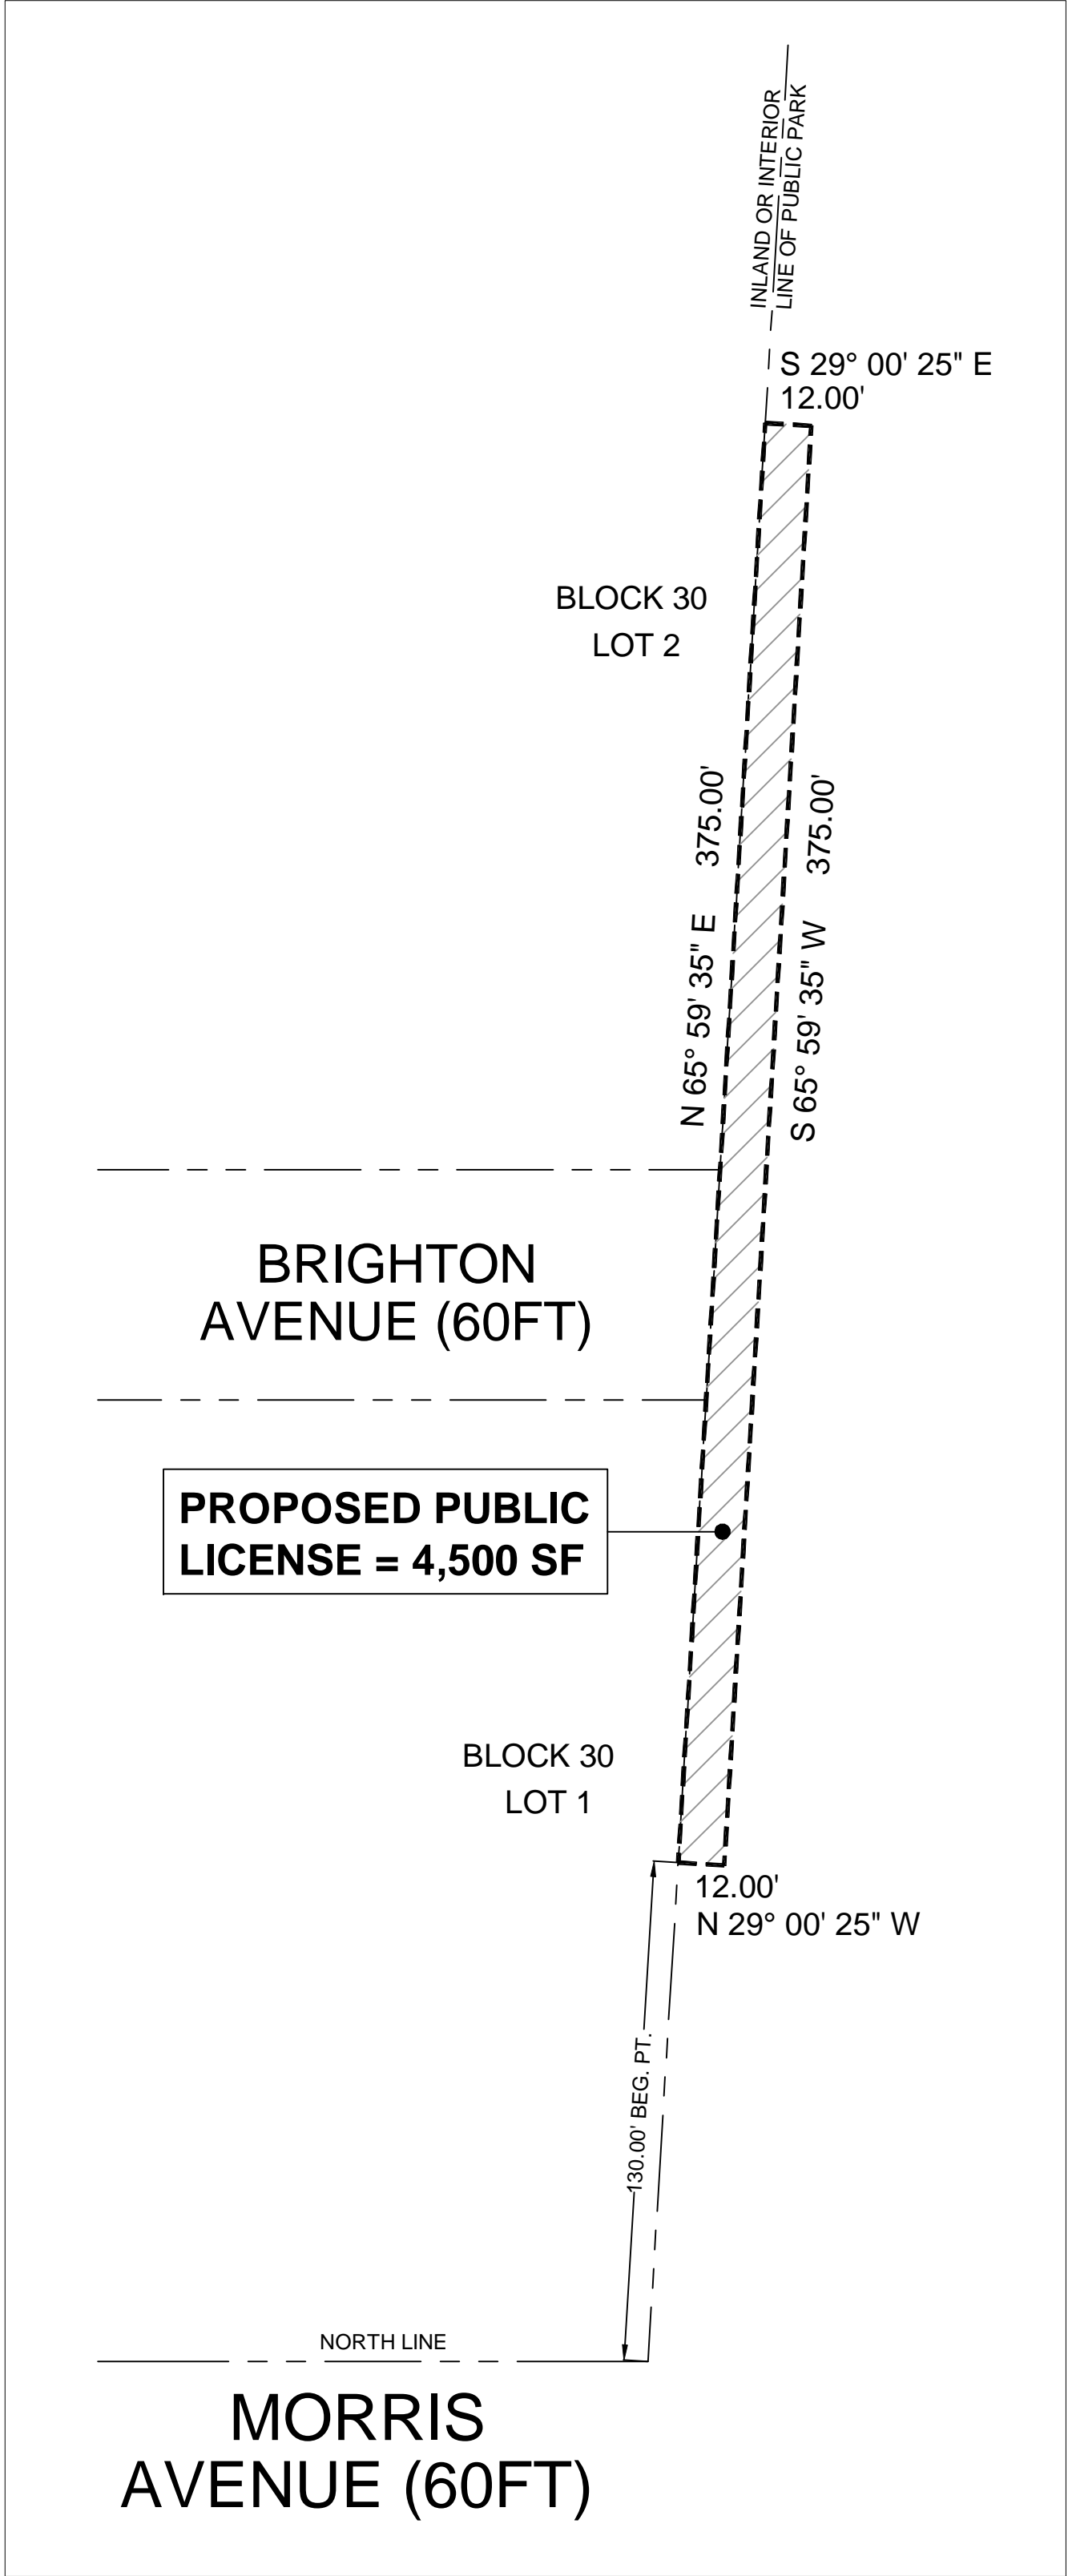 INLAND OR INTERIOR
LINE OF PUBLIC PARK
S 29° 00' 25" E
12.00'
BLOCK 30
LOT 2
N 65° 59' 35" E 375.00'
S 65° 59' 35" W 375.00'
BRIGHTON
AVENUE (60FT)
PROPOSED PUBLIC
LICENSE = 4,500 SF
BLOCK 30
LOT 1
12.00'
N 29° 00' 25" W
130.00' BEG. PT.
NORTH LINE
MORRIS
AVENUE (60FT)